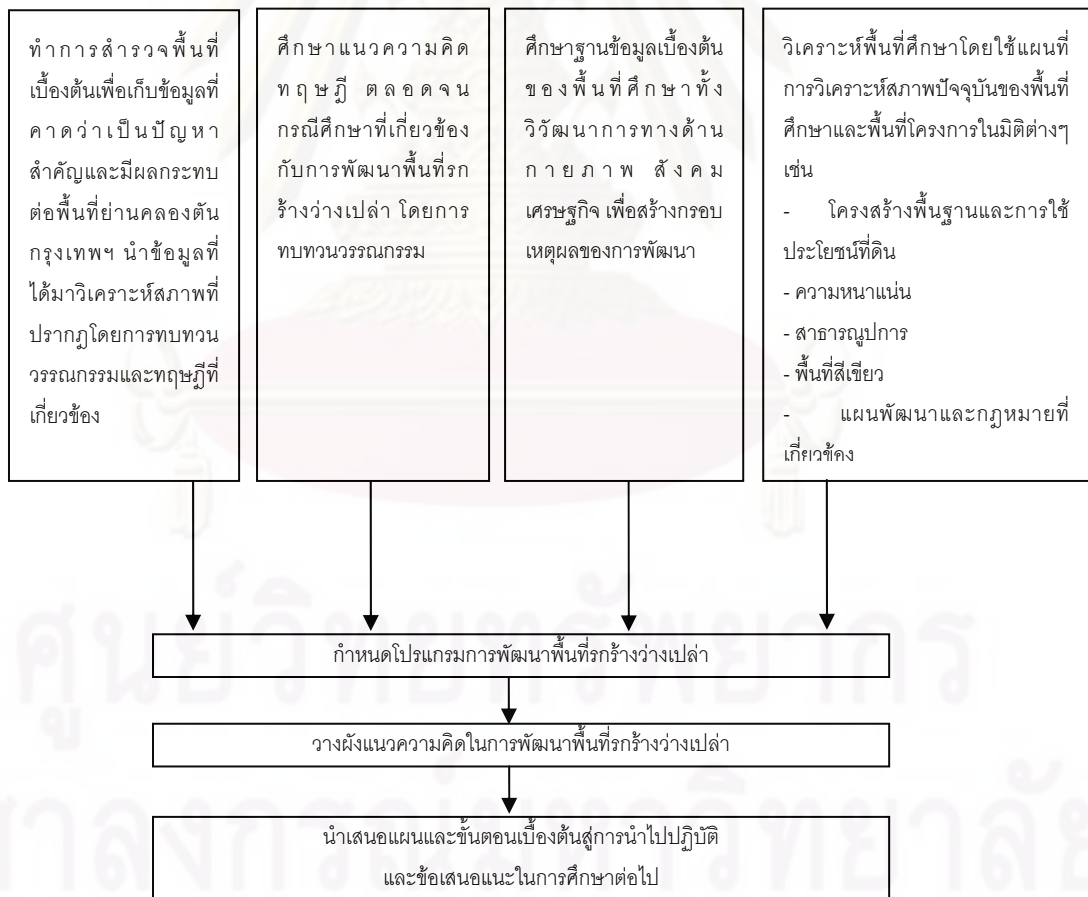 ทำการสำรวจพื้นที่
เบื้องต้นเพื่อเก็บข้อมูลที่
คาดว่าเป็นปัญหา
สำคัญและมีผลกระทบ
ต่อพื้นที่ย่านคลองตัน
กรุงเทพฯ นำข้อมูลที่
ได้มาวิเคราะห์สภาพที่
ปรากฏโดยการทบทวน
วรรณกรรมและทฤษฎีที่
เกี่ยวข้อง
ศึกษาแนวความคิด
ทฤษฎี ตลอดจน
กรณีศึกษาที่เกี่ยวข้อง
กับการพัฒนาพื้นที่รก
ร้างว่างเปล่า โดยการ
ทบทวนวรรณกรรม
ศึกษาฐานข้อมูลเบื้องต้น
ของพื้นที่ศึกษาทั้ง
วิวัฒนาการทางด้าน
กายภาพ สังคม
เศรษฐกิจ เพื่อสร้างกรอบ
เหตุผลของการพัฒนา
วิเคราะห์พื้นที่ศึกษาโดยใช้แผนที่
การวิเคราะห์สภาพปัจจุบันของพื้นที่
ศึกษาและพื้นที่โครงการในมิติต่างๆ
เช่น
- โครงสร้างพื้นฐานและการใช้
ประโยชน์ที่ดิน
- ความหนาแน่น
- สาธารณูปการ
- พื้นที่สีเขียว
- แผนพัฒนาและกฎหมายที่
เกี่ยวข้อง
กำหนดโปรแกรมการพัฒนาพื้นที่รกร้างว่างเปล่า
วางผังแนวความคิดในการพัฒนาพื้นที่รกร้างว่างเปล่า
นำเสนอแผนและขั้นตอนเบื้องต้นสู่การนำไปปฏิบัติ
และข้อเสนอแนะในการศึกษาต่อไป
ศูนย์วิทยทรัพยากร
จุฬาลงกรณ์มหาวิทยาลัย